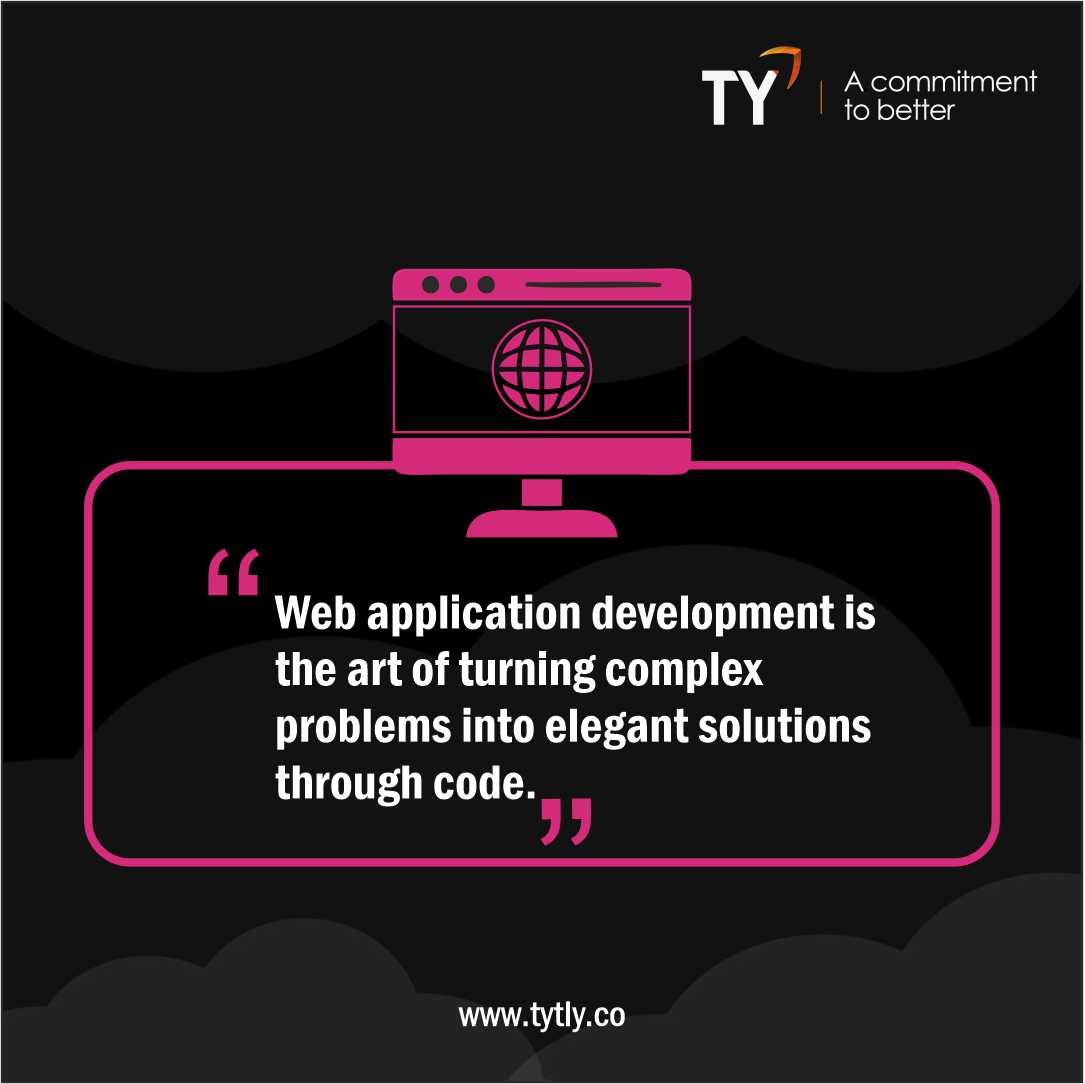 TY
A commitment
to better
“Web application development is
the art of turning complex
problems into elegant solutions
through code.”
www.tytly.co